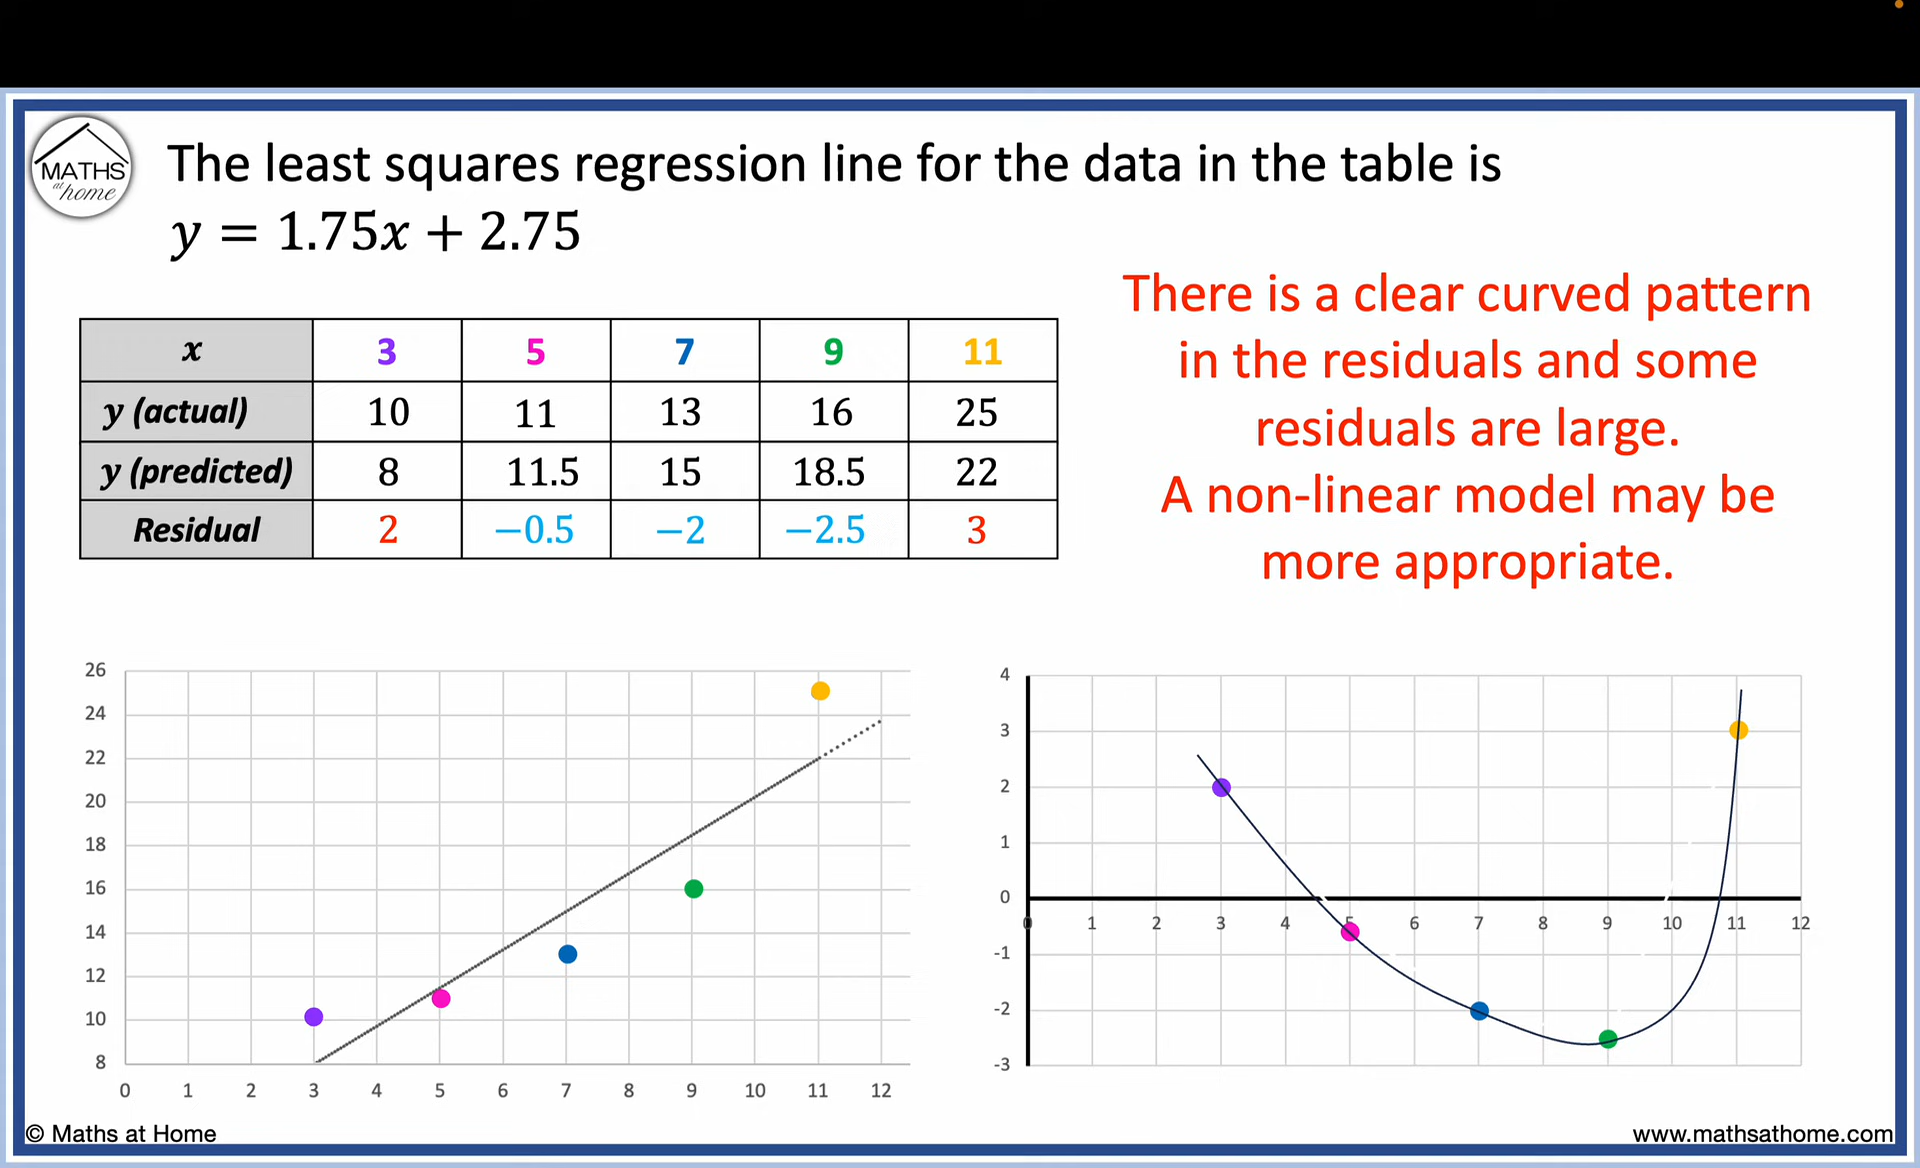 MATHS
at
home
The least squares regression line for the data in the table is
y = 1.75x + 2.75
There is a clear curved pattern
in the residuals and some
residuals are large.
A non-linear model may be
more appropriate.
x 3 5 7 9 11
y (actual) 10 11 13 16 25
y (predicted) 8 11.5 15 18.5 22
Residual 2 −0.5 −2 −2.5 3
26
24
22
20
18
16
14
12
10
8
0 1 2 3 4 5 6 7 8 9 10 11 12
4
3
2
1
0
-1
-2
-3
0 1 2 3 4 5 6 7 8 9 10 11 12
© Maths at Home
www.mathsathome.com